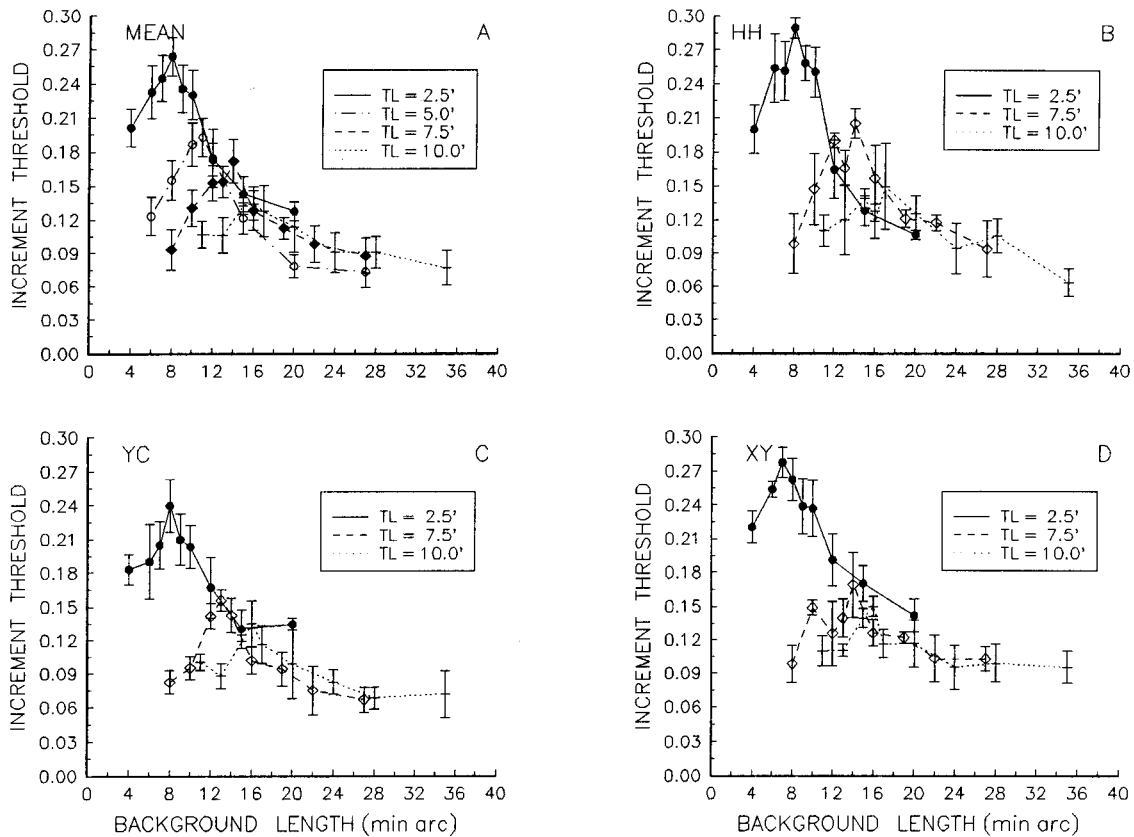 MEAN A
INCREMENT THRESHOLD
0.30
0.27
0.24
0.21
0.18
0.15
0.12
0.09
0.06
0.03
0.00
TL = 2.5'
TL = 5.0'
TL = 7.5'
TL = 10.0'
0 4 8 12 16 20 24 28 32 36 40
HH B
INCREMENT THRESHOLD
0.30
0.27
0.24
0.21
0.18
0.15
0.12
0.09
0.06
0.03
0.00
TL = 2.5'
TL = 7.5'
TL = 10.0'
0 4 8 12 16 20 24 28 32 36 40
YC C
INCREMENT THRESHOLD
0.30
0.27
0.24
0.21
0.18
0.15
0.12
0.09
0.06
0.03
0.00
TL = 2.5'
TL = 7.5'
TL = 10.0'
0 4 8 12 16 20 24 28 32 36 40
BACKGROUND LENGTH (min arc)
XY D
INCREMENT THRESHOLD
0.30
0.27
0.24
0.21
0.18
0.15
0.12
0.09
0.06
0.03
0.00
TL = 2.5'
TL = 7.5'
TL = 10.0'
0 4 8 12 16 20 24 28 32 36 40
BACKGROUND LENGTH (min arc)